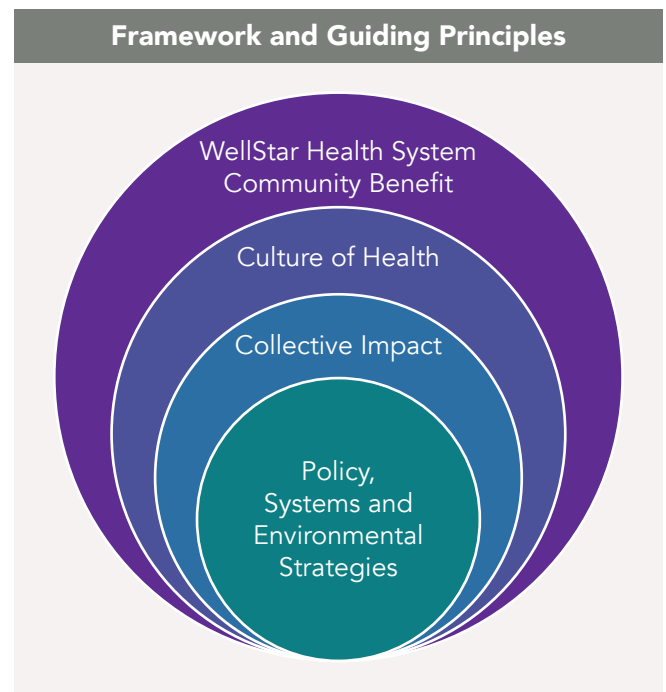 Framework and Guiding Principles
WellStar Health System
Community Benefit
Culture of Health
Collective Impact
Policy,
Systems and
Environmental
Strategies